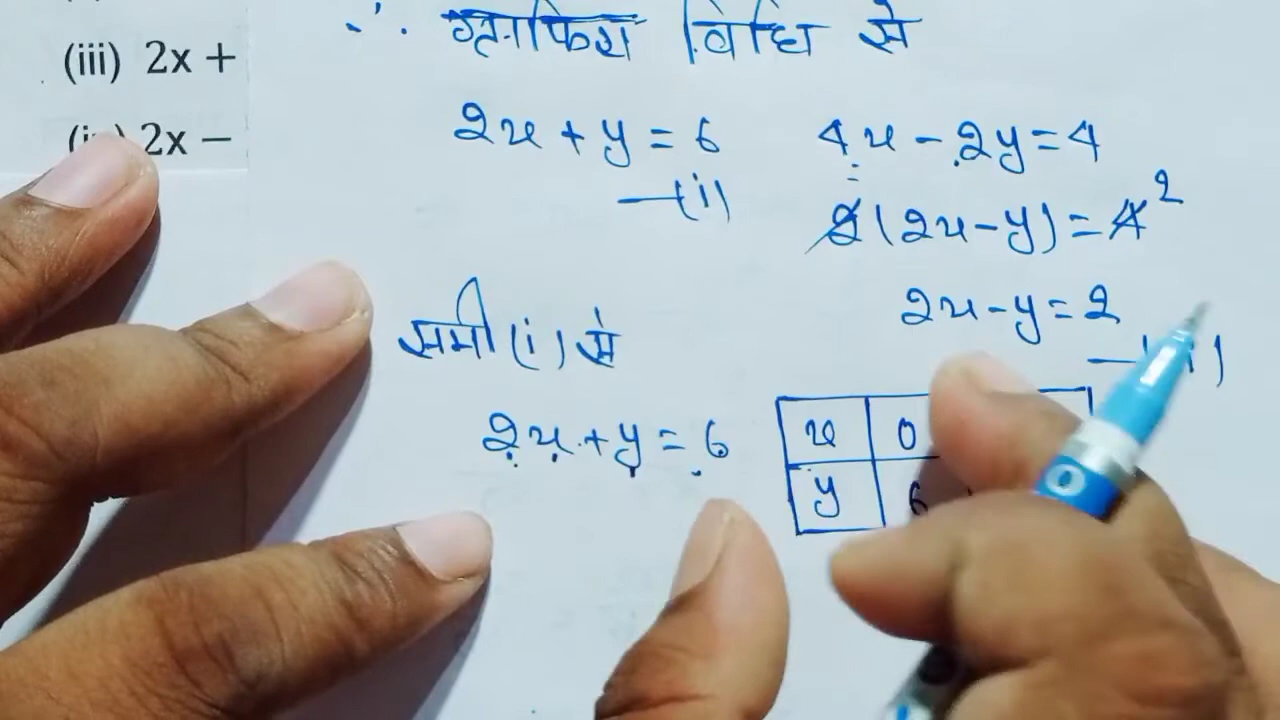 (iii) 2x +
2x −
∴ ग्राफिय विधि से
2x + y = 6
—(i)
4x − 2y = 4
2(2x − y) = 4 2
2x − y = 2
समी (i) से
2x + y = 6
x 0
y 6